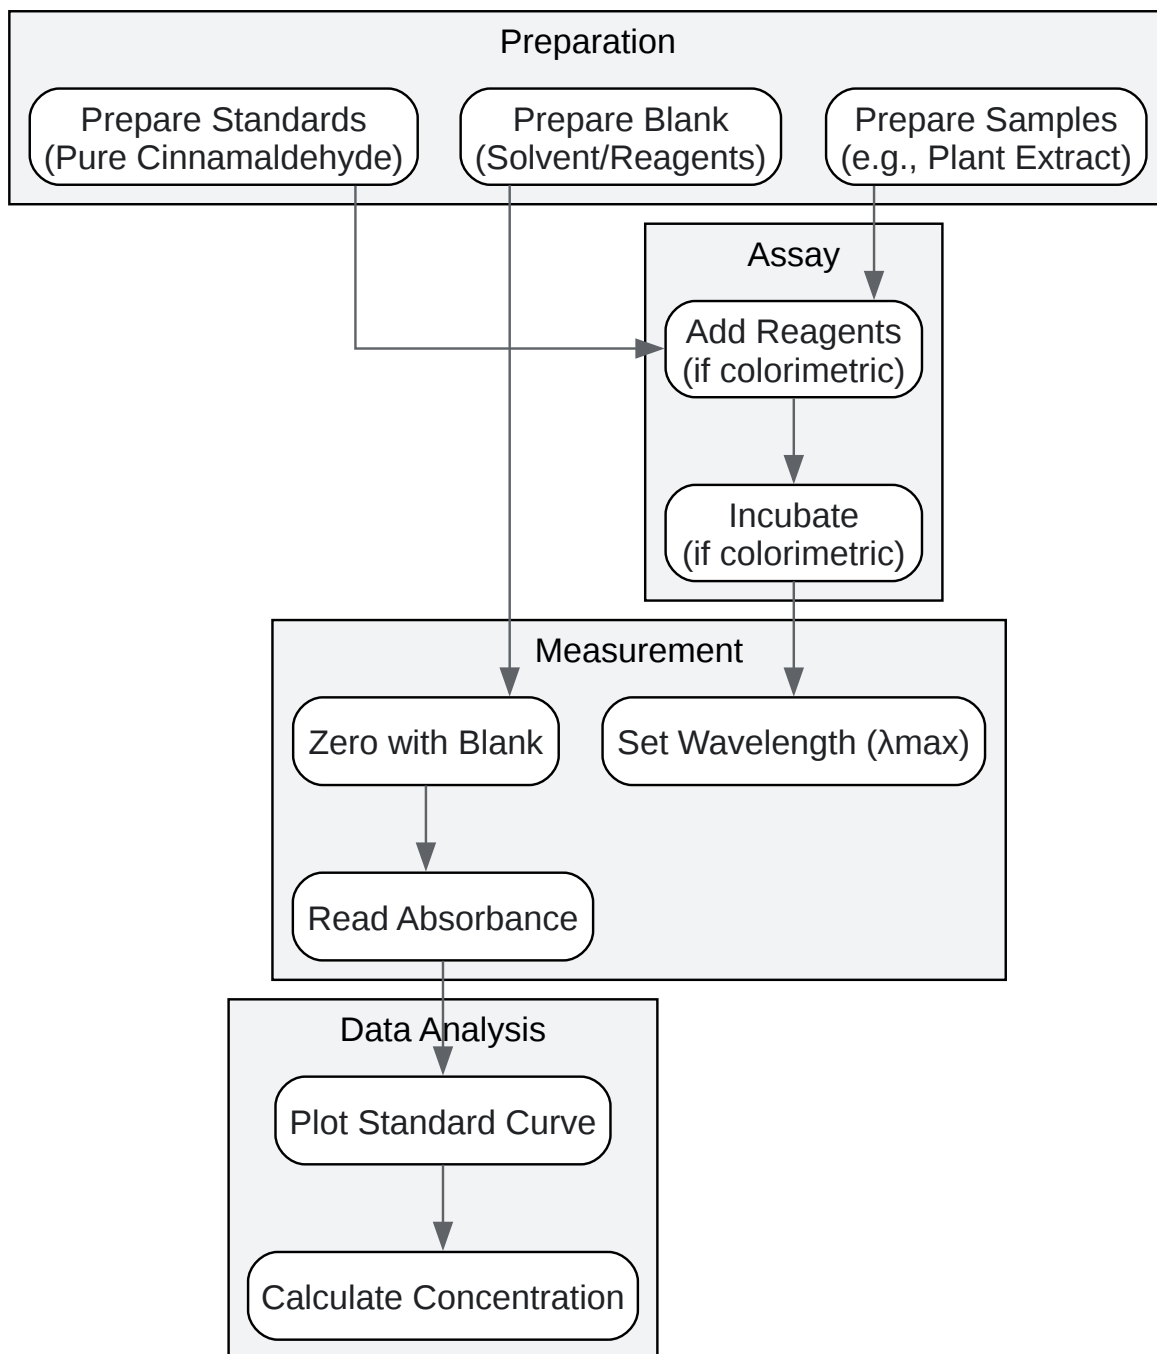 Preparation
Prepare Standards
(Pure Cinnamaldehyde)
Prepare Blank
(Solvent/Reagents)
Prepare Samples
(e.g., Plant Extract)
Assay
Add Reagents
(if colorimetric)
Incubate
(if colorimetric)
Measurement
Zero with Blank
Set Wavelength (λmax)
Read Absorbance
Data Analysis
Plot Standard Curve
Calculate Concentration